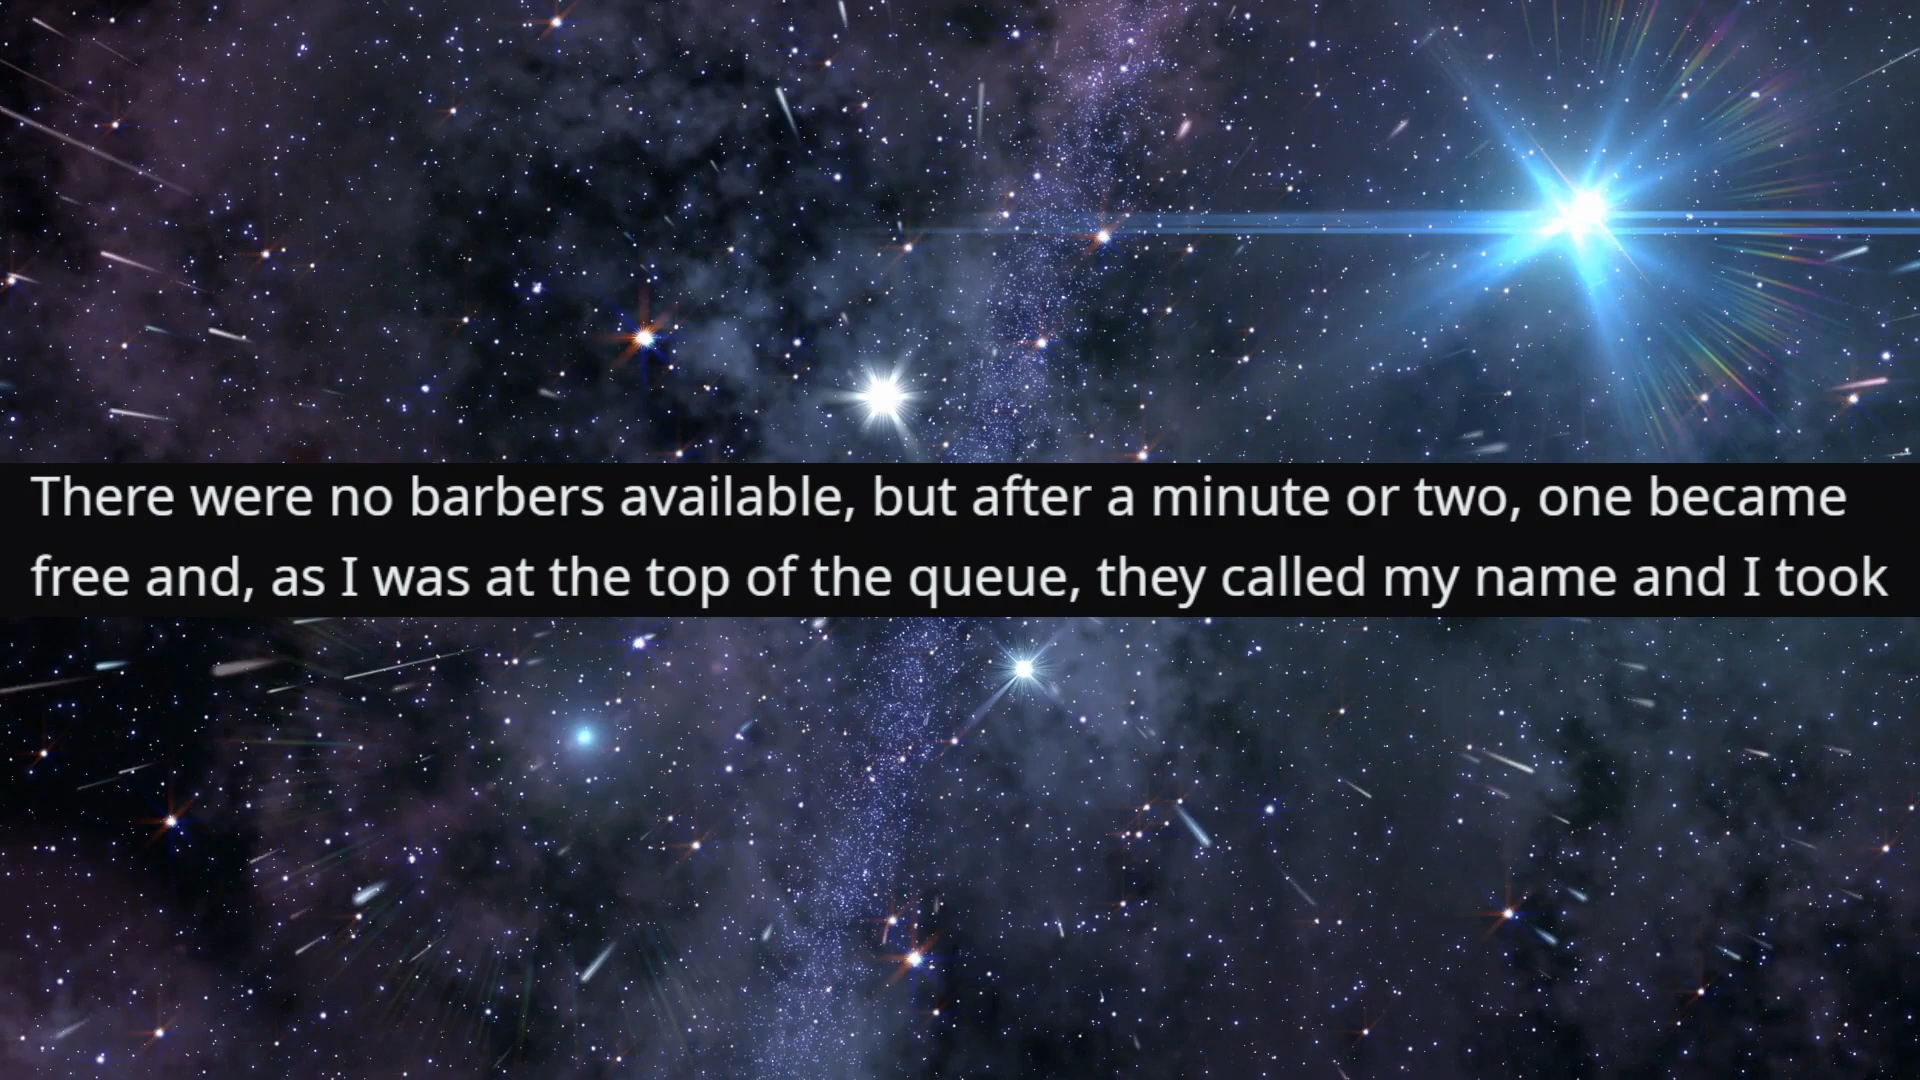 There were no barbers available, but after a minute or two, one became
free and, as I was at the top of the queue, they called my name and I took